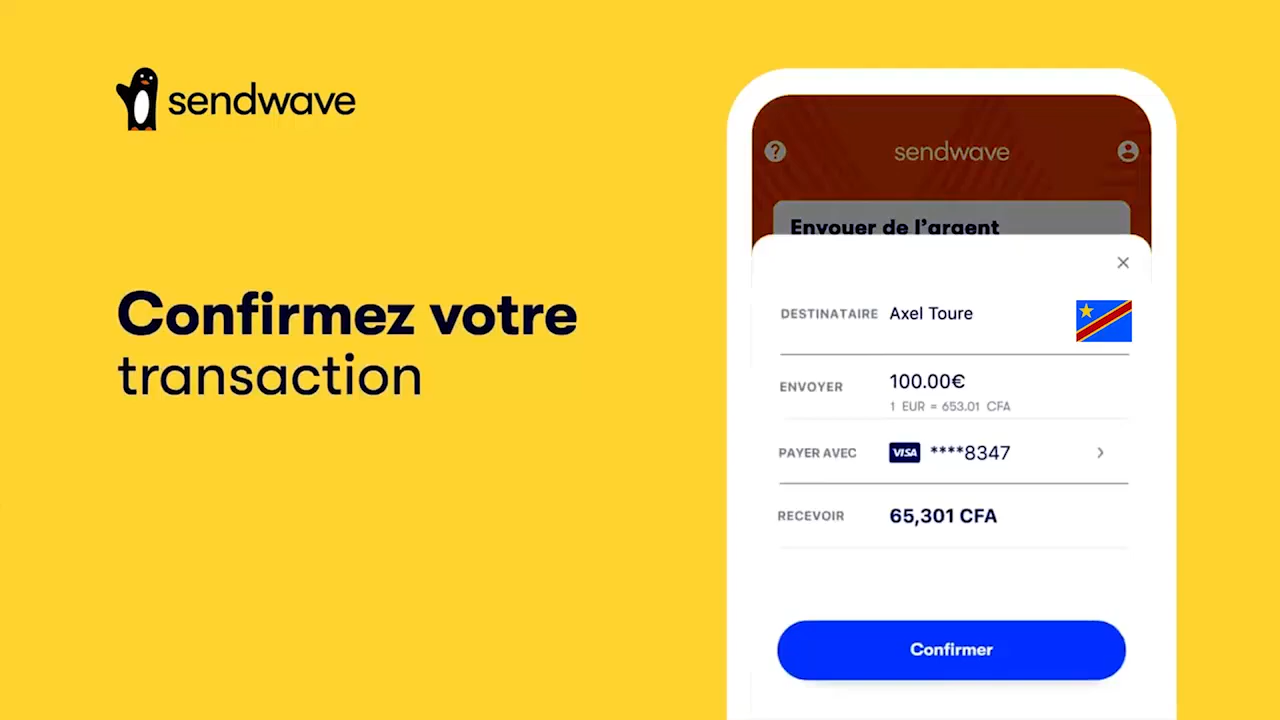 sendwave
Confirmez votre
transaction
sendwave
Envouer de l'argent
DESTINATAIRE Axel Toure
ENVOYER 100.00€
1 EUR = 653.01 CFA
PAYER AVEC VISA ****8347
RECEVOIR 65,301 CFA
Confirmer